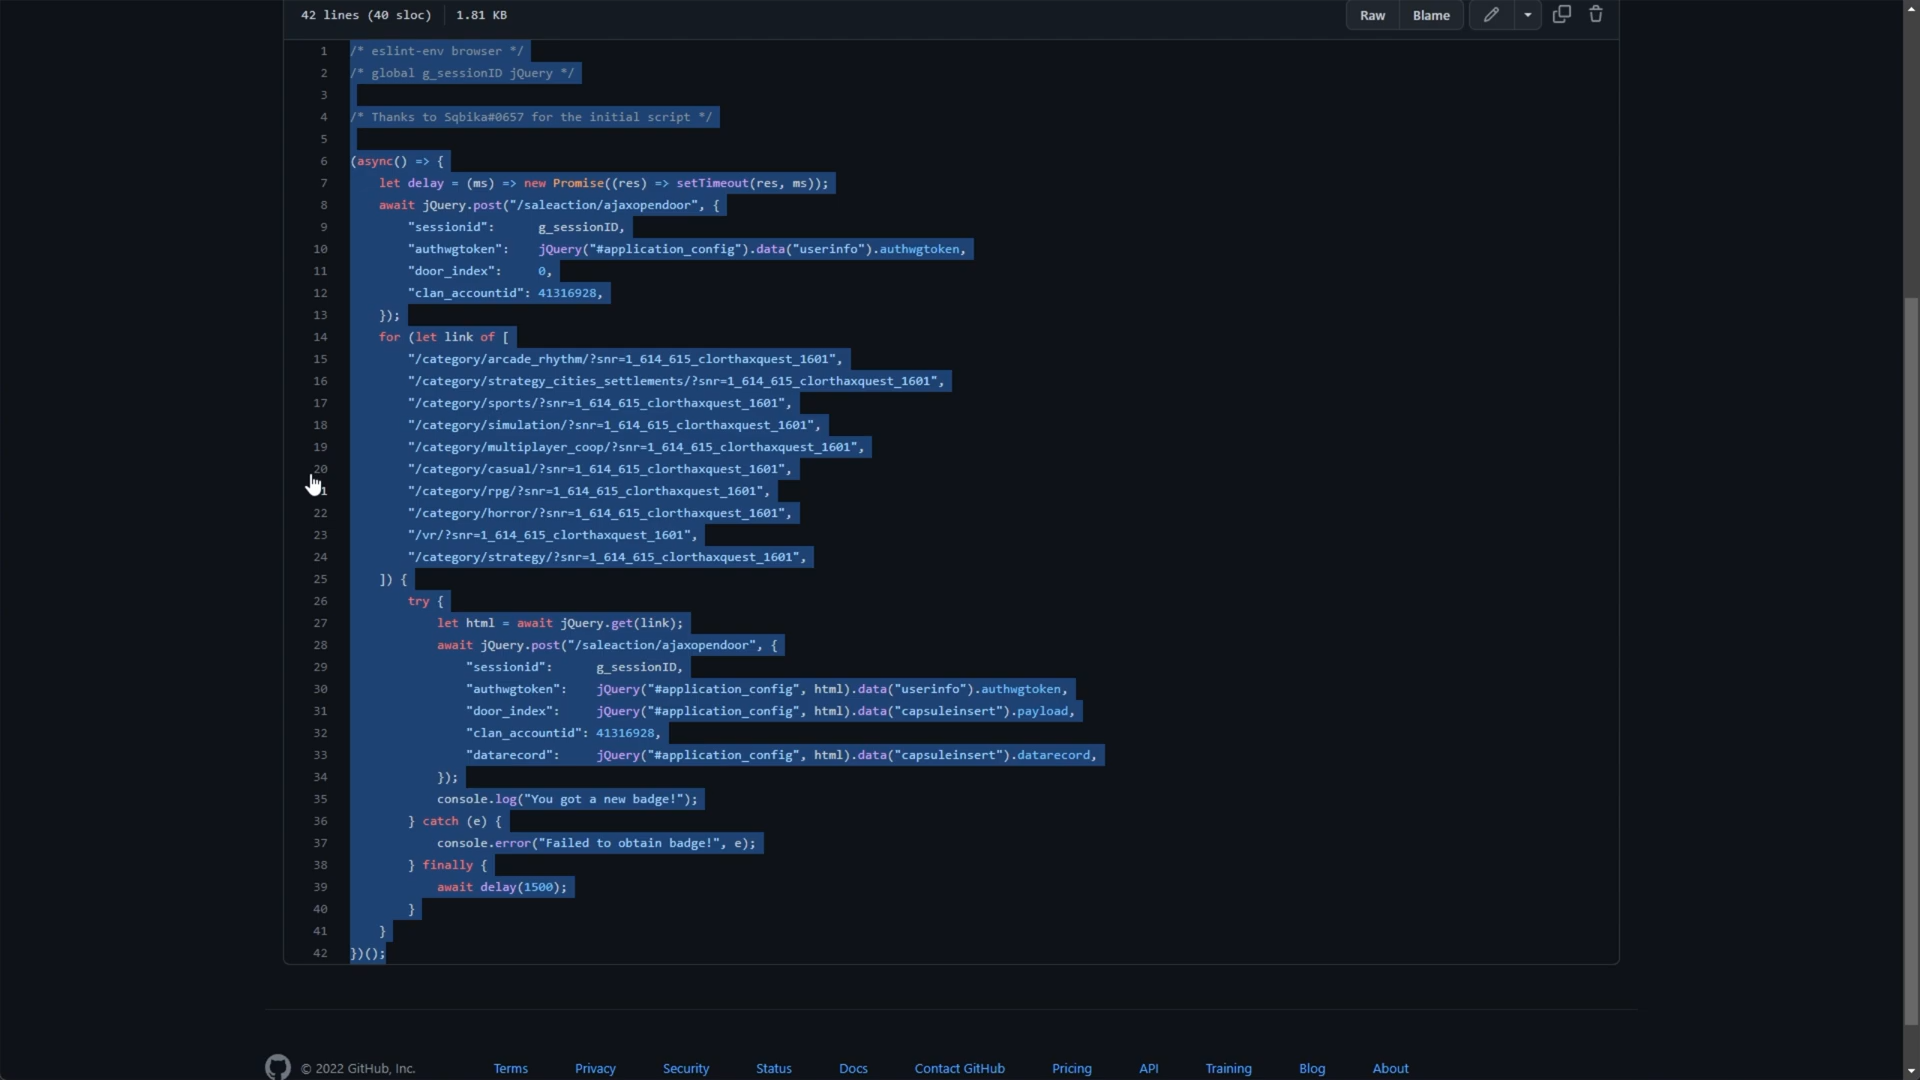 42 lines (40 sloc) 1.81 KB Raw Blame
1 /* eslint-env browser */
2 /* global g_sessionID jQuery */
3
4 /* Thanks to Sqbika#0657 for the initial script */
5
6 (async() => {
7     let delay = (ms) => new Promise((res) => setTimeout(res, ms));
8     await jQuery.post("/saleaction/ajaxopendoor", {
9         "sessionid":      g_sessionID,
10         "authwgtoken":    jQuery("#application_config").data("userinfo").authwgtoken,
11         "door_index":     0,
12         "clan_accountid": 41316928,
13     });
14     for (let link of [
15         "/category/arcade_rhythm/?snr=1_614_615_clorthaxquest_1601",
16         "/category/strategy_cities_settlements/?snr=1_614_615_clorthaxquest_1601",
17         "/category/sports/?snr=1_614_615_clorthaxquest_1601",
18         "/category/simulation/?snr=1_614_615_clorthaxquest_1601",
19         "/category/multiplayer_coop/?snr=1_614_615_clorthaxquest_1601",
20         "/category/casual/?snr=1_614_615_clorthaxquest_1601",
1         "/category/rpg/?snr=1_614_615_clorthaxquest_1601",
22         "/category/horror/?snr=1_614_615_clorthaxquest_1601",
23         "/vr/?snr=1_614_615_clorthaxquest_1601",
24         "/category/strategy/?snr=1_614_615_clorthaxquest_1601",
25     ]) {
26         try {
27             let html = await jQuery.get(link);
28             await jQuery.post("/saleaction/ajaxopendoor", {
29                 "sessionid":      g_sessionID,
30                 "authwgtoken":    jQuery("#application_config", html).data("userinfo").authwgtoken,
31                 "door_index":     jQuery("#application_config", html).data("capsuleinsert").payload,
32                 "clan_accountid": 41316928,
33                 "datarecord":     jQuery("#application_config", html).data("capsuleinsert").datarecord,
34             });
35             console.log("You got a new badge!");
36         } catch (e) {
37             console.error("Failed to obtain badge!", e);
38         } finally {
39             await delay(1500);
40         }
41     }
42 })();
© 2022 GitHub, Inc. Terms Privacy Security Status Docs Contact GitHub Pricing API Training Blog About